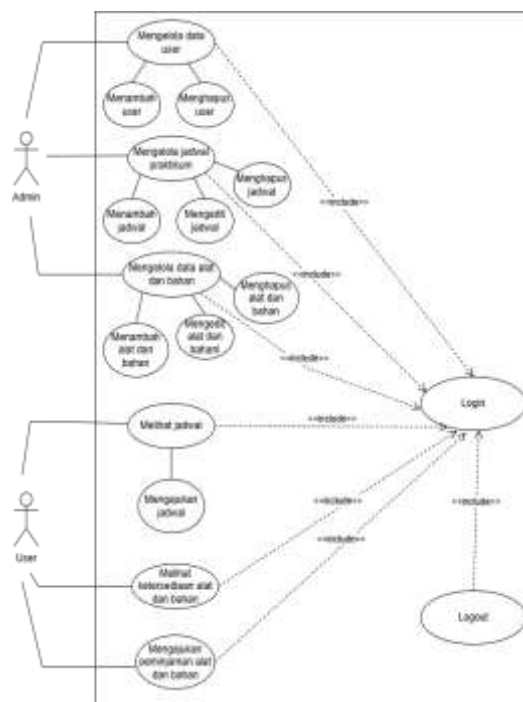 Mengelola data
user
Menambah
user
Menghapus
user
Admin
Mengelola jadwal
praktikum
Menghapus
jadwal
Menambah
jadwal
Mengedit
jadwal
<<include>>
<<include>>
Mengelola data alat
dan bahan
Menghapus
alat dan
bahan
Menambah
alat dan
bahan
Mengedit
alat dan
bahan
<<include>>
Login
Melihat jadwal
<<include>>
Mengajukan
jadwal
<<include>>
<<include>>
<<include>>
User
Melihat
ketersediaan alat
dan bahan
Logout
Mengajukan
peminjaman alat
dan bahan